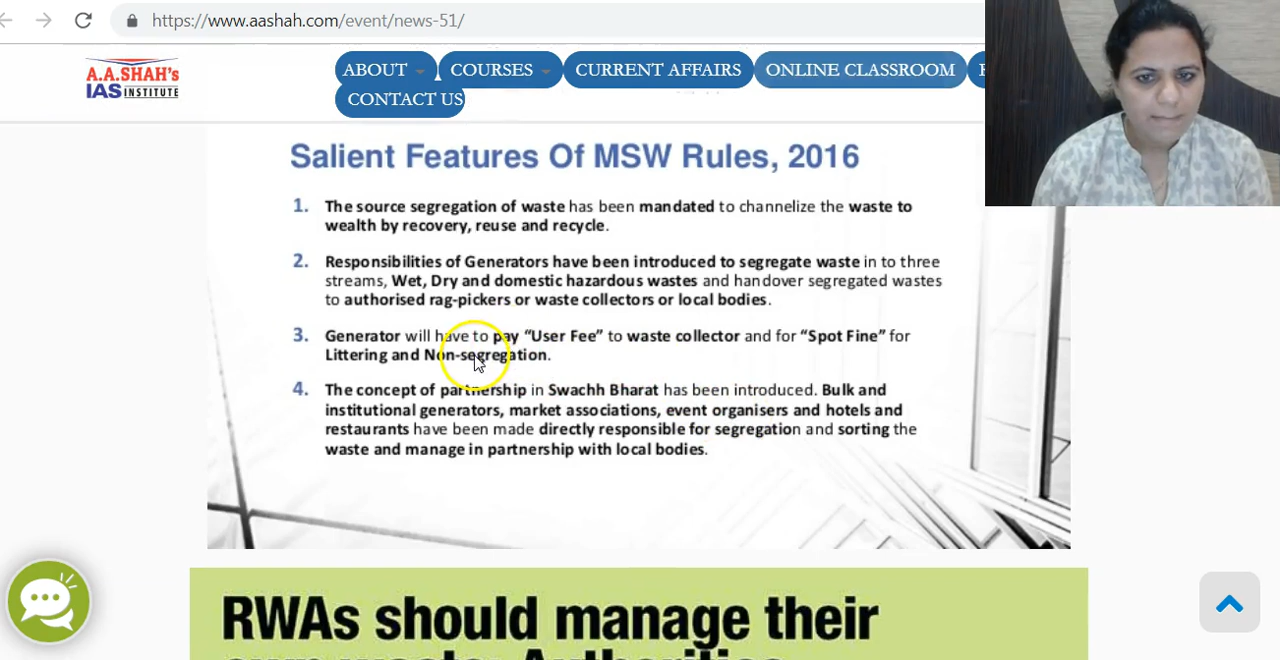 https://www.aashah.com/event/news-51/
A.A.SHAH's
IAS INSTITUTE
ABOUT
COURSES
CURRENT AFFAIRS
ONLINE CLASSROOM
CONTACT US
Salient Features Of MSW Rules, 2016
1. The source segregation of waste has been mandated to channelize the waste to
wealth by recovery, reuse and recycle.
2. Responsibilities of Generators have been introduced to segregate waste in to three
streams, Wet, Dry and domestic hazardous wastes and handover segregated wastes
to authorised rag-pickers or waste collectors or local bodies.
3. Generator will have to pay “User Fee” to waste collector and for “Spot Fine” for
Littering and Non-segregation.
4. The concept of partnership in Swachh Bharat has been introduced. Bulk and
institutional generators, market associations, event organisers and hotels and
restaurants have been made directly responsible for segregation and sorting the
waste and manage in partnership with local bodies.
RWAs should manage their
own waste: Authorities